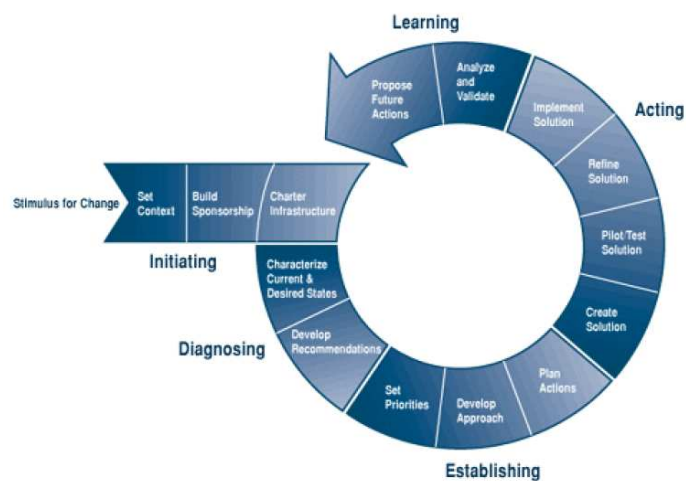 Learning
Propose
Future
Actions
Analyze
and
Validate
Implement
Solution
Acting
Refine
Solution
Pilot/Test
Solution
Create
Solution
Stimulus for Change
Set
Context
Build
Sponsorship
Charter
Infrastructure
Initiating
Characterize
Current &
Desired States
Diagnosing
Develop
Recommendations
Set
Priorities
Develop
Approach
Plan
Actions
Establishing